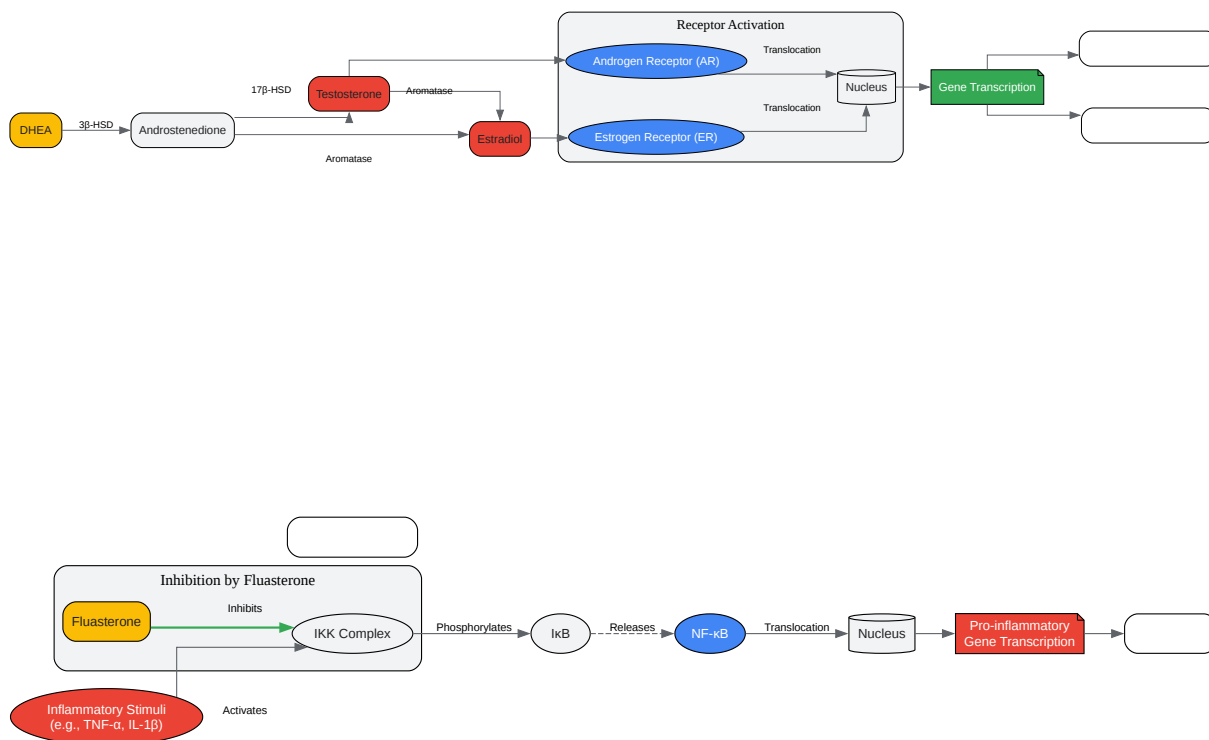 Receptor Activation
Androgen Receptor (AR)
Translocation
Nucleus
Gene Transcription
17β-HSD
Testosterone
Aromatase
Translocation
DHEA
3β-HSD
Androstenedione
Estradiol
Estrogen Receptor (ER)
Aromatase
Inhibition by Fluasterone
Fluasterone
Inhibits
IKK Complex
Phosphorylates
IκB
Releases
NF-κB
Translocation
Nucleus
Pro-inflammatory
Gene Transcription
Inflammatory Stimuli
(e.g., TNF-α, IL-1β)
Activates